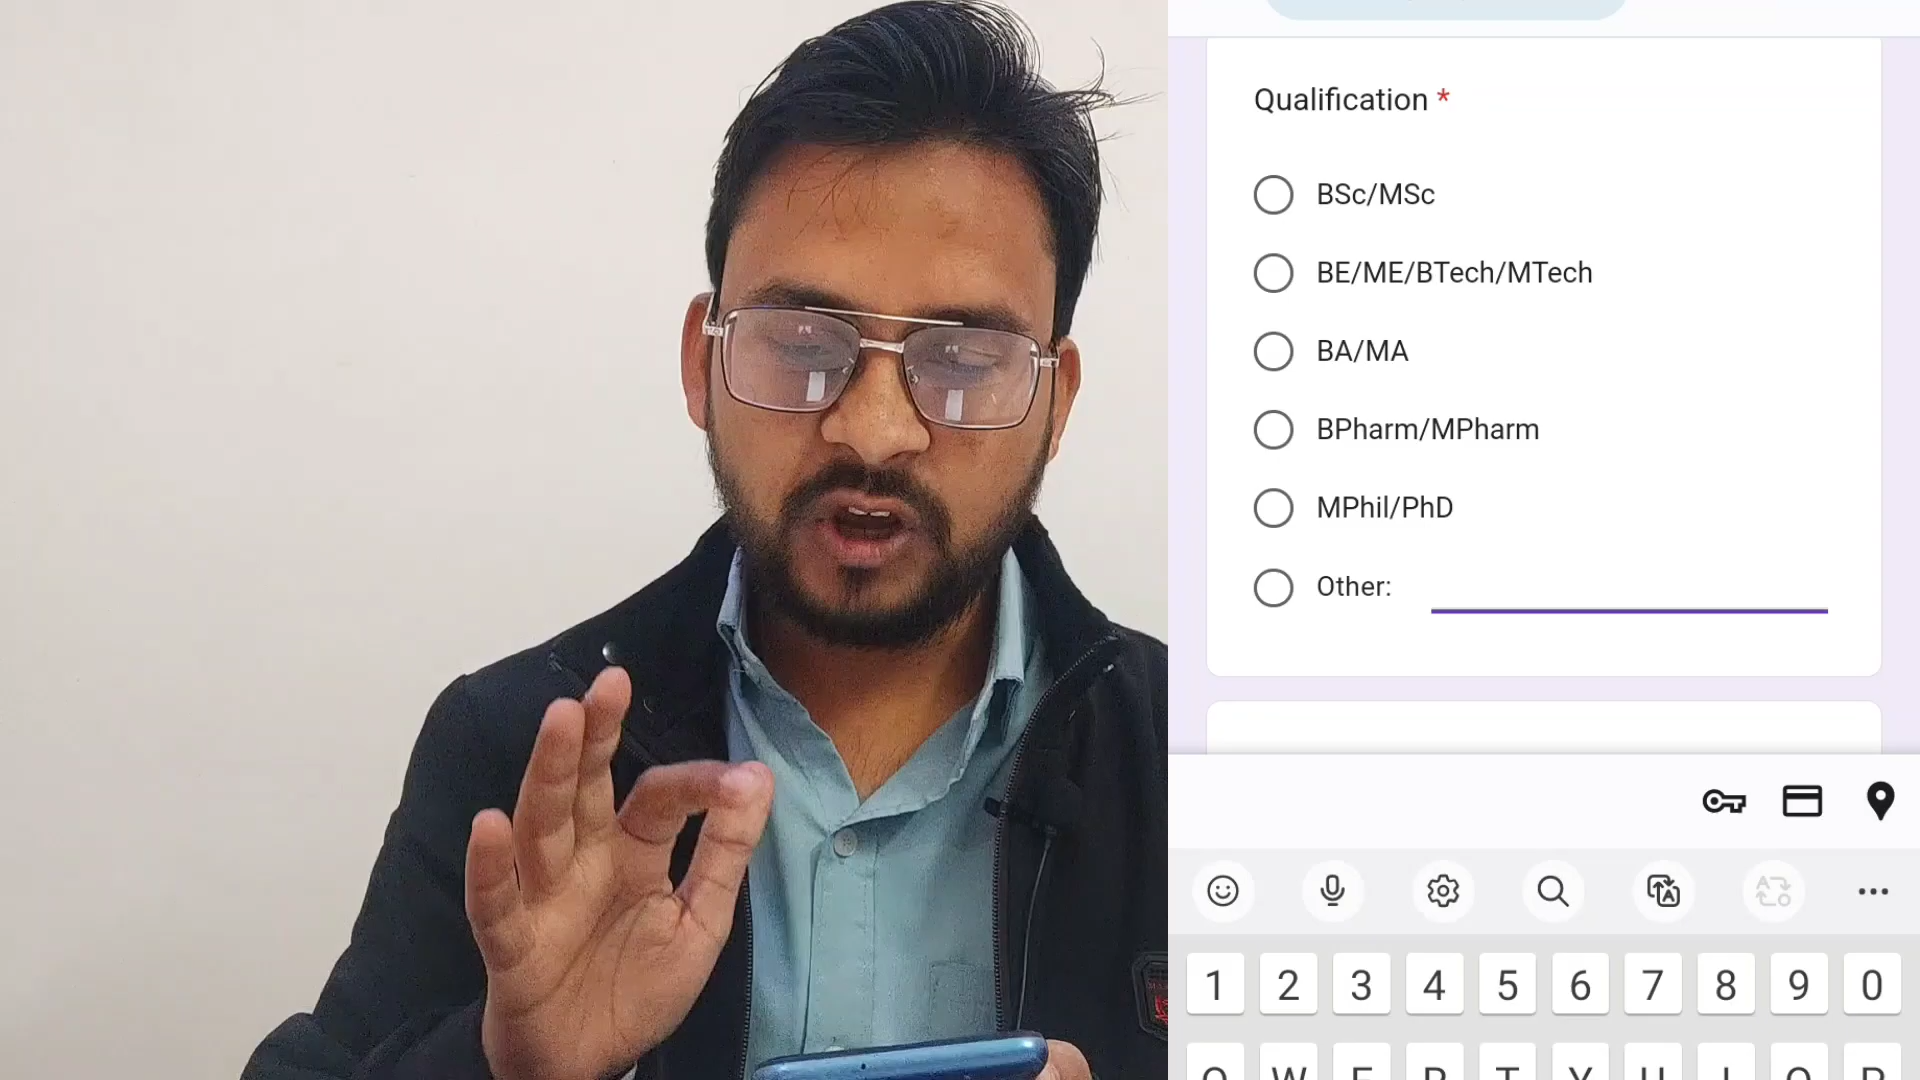 Qualification *
BSc/MSc
BE/ME/BTech/MTech
BA/MA
BPharm/MPharm
MPhil/PhD
Other:
1 2 3 4 5 6 7 8 9 0
Q W E R T Y U I O P